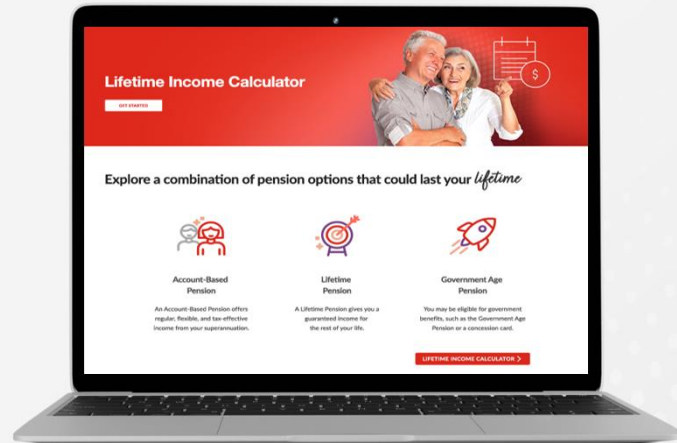 Lifetime Income Calculator
GET STARTED
$
Explore a combination of pension options that could last your lifetime
Account-Based
Pension
An Account-Based Pension offers
regular, flexible, and tax-effective
income from your superannuation.
Lifetime
Pension
A Lifetime Pension gives you a
guaranteed income for
the rest of your life.
Government Age
Pension
You may be eligible for government
benefits, such as the Government Age
Pension or a concession card.
LIFETIME INCOME CALCULATOR >